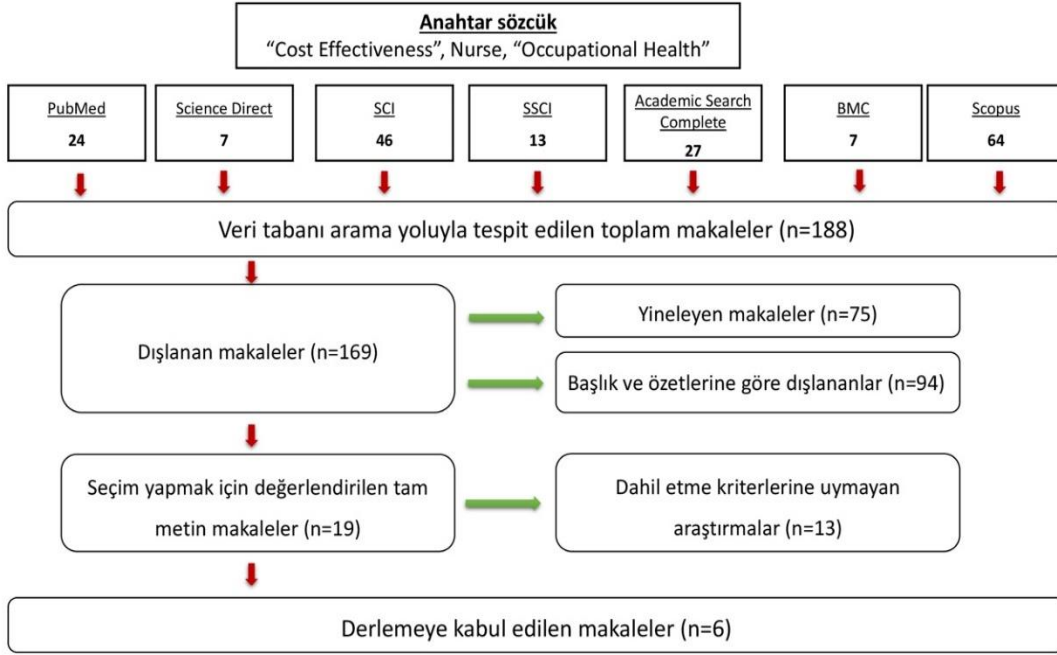 Anahtar sözcük
“Cost Effectiveness”, Nurse, “Occupational Health”
PubMed
24
Science Direct
7
SCI
46
SSCI
13
Academic Search
Complete
27
BMC
7
Scopus
64
Veri tabanı arama yoluyla tespit edilen toplam makaleler (n=188)
Dışlanan makaleler (n=169)
Yineleyen makaleler (n=75)
Başlık ve özetlerine göre dışlananlar (n=94)
Seçim yapmak için değerlendirilen tam
metin makaleler (n=19)
Dahil etme kriterlerine uymayan
araştırmalar (n=13)
Derlemeye kabul edilen makaleler (n=6)